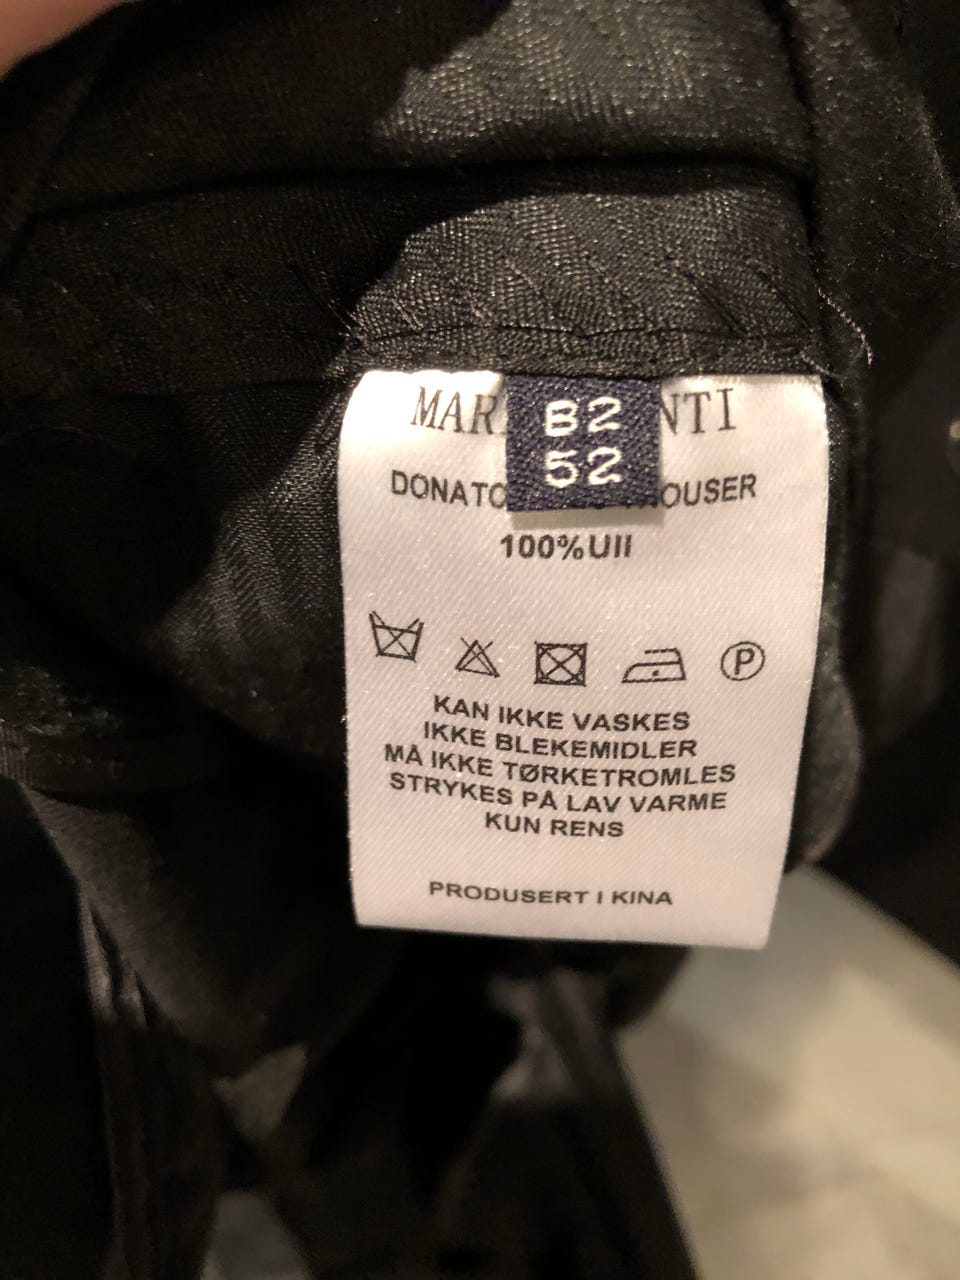 B2
52
100%Ull
P
KAN IKKE VASKES
IKKE BLEKEMIDLER
MÅ IKKE TØRKETROMLES
STRYKES PÅ LAV VARME
KUN RENS
PRODUSERT I KINA